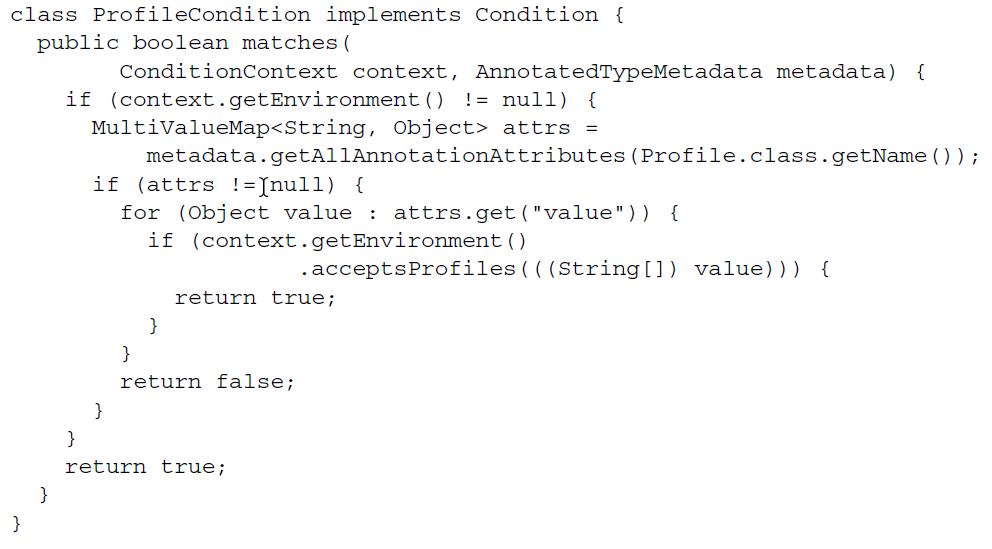 class ProfileCondition implements Condition {
  public boolean matches(
        ConditionContext context, AnnotatedTypeMetadata metadata) {
    if (context.getEnvironment() != null) {
      MultiValueMap<String, Object> attrs =
          metadata.getAllAnnotationAttributes(Profile.class.getName());
      if (attrs != null) {
        for (Object value : attrs.get("value")) {
          if (context.getEnvironment()
                     .acceptsProfiles(((String[]) value))) {
            return true;
          }
        }
        return false;
      }
    }
    return true;
  }
}